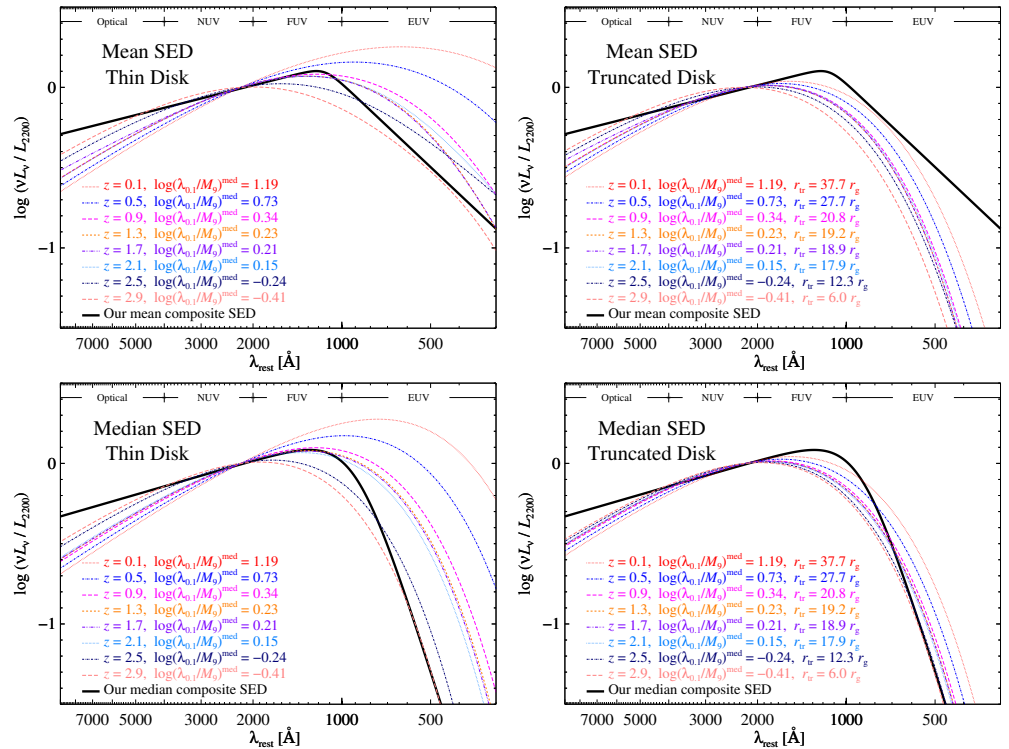 Optical NUV FUV EUV
Mean SED
Thin Disk
0
−1
log (νLν / L2200)
z = 0.1, log(λ0.1/M9)med = 1.19
z = 0.5, log(λ0.1/M9)med = 0.73
z = 0.9, log(λ0.1/M9)med = 0.34
z = 1.3, log(λ0.1/M9)med = 0.23
z = 1.7, log(λ0.1/M9)med = 0.21
z = 2.1, log(λ0.1/M9)med = 0.15
z = 2.5, log(λ0.1/M9)med = −0.24
z = 2.9, log(λ0.1/M9)med = −0.41
Our mean composite SED
7000 5000 3000 2000 1000 500
λrest [Å]
Optical NUV FUV EUV
Mean SED
Truncated Disk
0
−1
log (νLν / L2200)
z = 0.1, log(λ0.1/M9)med = 1.19, rtr = 37.7 rg
z = 0.5, log(λ0.1/M9)med = 0.73, rtr = 27.7 rg
z = 0.9, log(λ0.1/M9)med = 0.34, rtr = 20.8 rg
z = 1.3, log(λ0.1/M9)med = 0.23, rtr = 19.2 rg
z = 1.7, log(λ0.1/M9)med = 0.21, rtr = 18.9 rg
z = 2.1, log(λ0.1/M9)med = 0.15, rtr = 17.9 rg
z = 2.5, log(λ0.1/M9)med = −0.24, rtr = 12.3 rg
z = 2.9, log(λ0.1/M9)med = −0.41, rtr = 6.0 rg
Our mean composite SED
7000 5000 3000 2000 1000 500
λrest [Å]
Optical NUV FUV EUV
Median SED
Thin Disk
0
−1
log (νLν / L2200)
z = 0.1, log(λ0.1/M9)med = 1.19
z = 0.5, log(λ0.1/M9)med = 0.73
z = 0.9, log(λ0.1/M9)med = 0.34
z = 1.3, log(λ0.1/M9)med = 0.23
z = 1.7, log(λ0.1/M9)med = 0.21
z = 2.1, log(λ0.1/M9)med = 0.15
z = 2.5, log(λ0.1/M9)med = −0.24
z = 2.9, log(λ0.1/M9)med = −0.41
Our median composite SED
7000 5000 3000 2000 1000 500
λrest [Å]
Optical NUV FUV EUV
Median SED
Truncated Disk
0
−1
log (νLν / L2200)
z = 0.1, log(λ0.1/M9)med = 1.19, rtr = 37.7 rg
z = 0.5, log(λ0.1/M9)med = 0.73, rtr = 27.7 rg
z = 0.9, log(λ0.1/M9)med = 0.34, rtr = 20.8 rg
z = 1.3, log(λ0.1/M9)med = 0.23, rtr = 19.2 rg
z = 1.7, log(λ0.1/M9)med = 0.21, rtr = 18.9 rg
z = 2.1, log(λ0.1/M9)med = 0.15, rtr = 17.9 rg
z = 2.5, log(λ0.1/M9)med = −0.24, rtr = 12.3 rg
z = 2.9, log(λ0.1/M9)med = −0.41, rtr = 6.0 rg
Our median composite SED
7000 5000 3000 2000 1000 500
λrest [Å]